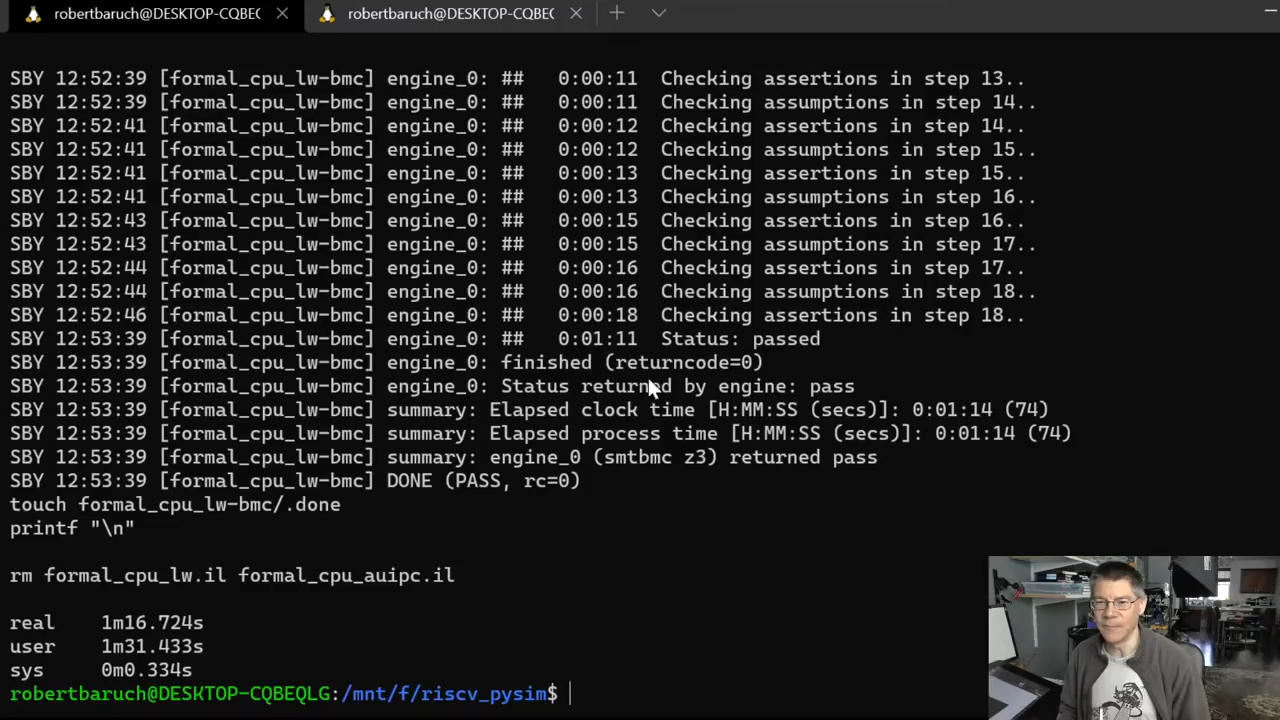 robertbaruch@DESKTOP-CQBEQ
robertbaruch@DESKTOP-CQBEQ
SBY 12:52:39 [formal_cpu_lw-bmc] engine_0: ## 0:00:11 Checking assertions in step 13..
SBY 12:52:39 [formal_cpu_lw-bmc] engine_0: ## 0:00:11 Checking assumptions in step 14..
SBY 12:52:41 [formal_cpu_lw-bmc] engine_0: ## 0:00:12 Checking assertions in step 14..
SBY 12:52:41 [formal_cpu_lw-bmc] engine_0: ## 0:00:12 Checking assumptions in step 15..
SBY 12:52:41 [formal_cpu_lw-bmc] engine_0: ## 0:00:13 Checking assertions in step 15..
SBY 12:52:41 [formal_cpu_lw-bmc] engine_0: ## 0:00:13 Checking assumptions in step 16..
SBY 12:52:43 [formal_cpu_lw-bmc] engine_0: ## 0:00:15 Checking assertions in step 16..
SBY 12:52:43 [formal_cpu_lw-bmc] engine_0: ## 0:00:15 Checking assumptions in step 17..
SBY 12:52:44 [formal_cpu_lw-bmc] engine_0: ## 0:00:16 Checking assertions in step 17..
SBY 12:52:44 [formal_cpu_lw-bmc] engine_0: ## 0:00:16 Checking assumptions in step 18..
SBY 12:52:46 [formal_cpu_lw-bmc] engine_0: ## 0:00:18 Checking assertions in step 18..
SBY 12:53:39 [formal_cpu_lw-bmc] engine_0: ## 0:01:11 Status: passed
SBY 12:53:39 [formal_cpu_lw-bmc] engine_0: finished (returncode=0)
SBY 12:53:39 [formal_cpu_lw-bmc] engine_0: Status returned by engine: pass
SBY 12:53:39 [formal_cpu_lw-bmc] summary: Elapsed clock time [H:MM:SS (secs)]: 0:01:14 (74)
SBY 12:53:39 [formal_cpu_lw-bmc] summary: Elapsed process time [H:MM:SS (secs)]: 0:01:14 (74)
SBY 12:53:39 [formal_cpu_lw-bmc] summary: engine_0 (smtbmc z3) returned pass
SBY 12:53:39 [formal_cpu_lw-bmc] DONE (PASS, rc=0)
touch formal_cpu_lw-bmc/.done
printf "\n"
rm formal_cpu_lw.il formal_cpu_auipc.il
real 1m16.724s
user 1m31.433s
sys 0m0.334s
robertbaruch@DESKTOP-CQBEQLG:/mnt/f/riscv_pysim$